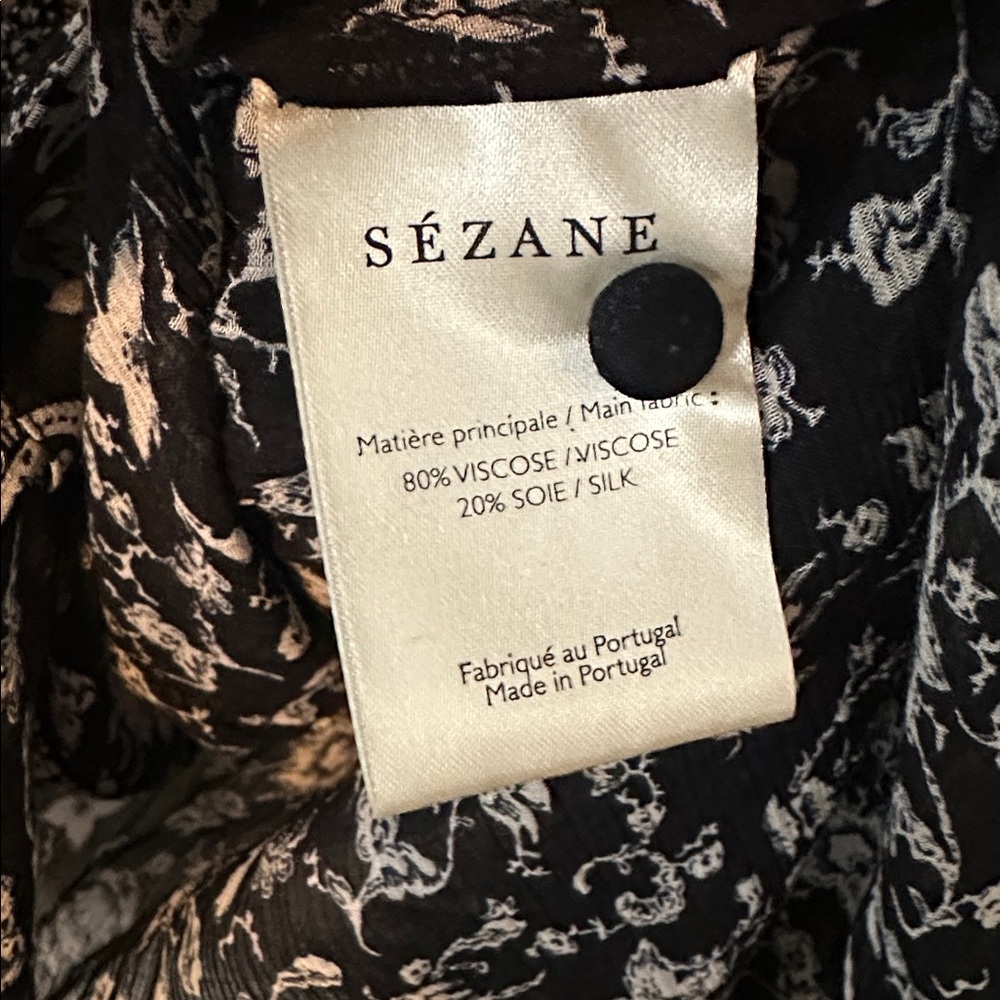 SÉZANE
Matière principale / Main fabric :
80% VISCOSE / VISCOSE
20% SOIE / SILK
Fabriqué au Portugal
Made in Portugal